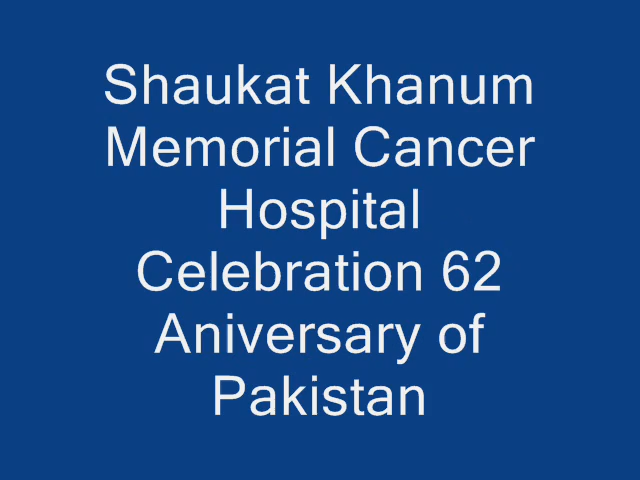 Shaukat Khanum
Memorial Cancer
Hospital
Celebration 62
Aniversary of
Pakistan